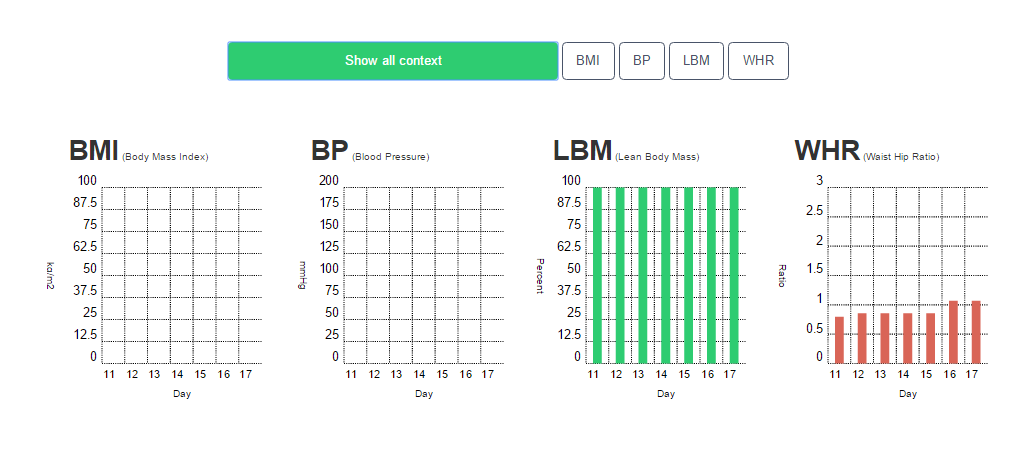 Show all context BMI BP LBM WHR
BMI (Body Mass Index)
100
87.5
75
62.5
50
37.5
25
12.5
0
kg/m2
11 12 13 14 15 16 17
Day
BP (Blood Pressure)
200
175
150
125
100
75
50
25
0
mmHg
11 12 13 14 15 16 17
Day
LBM (Lean Body Mass)
100
87.5
75
62.5
50
37.5
25
12.5
0
Percent
11 12 13 14 15 16 17
Day
WHR (Waist Hip Ratio)
3
2.5
2
1.5
1
0.5
0
Ratio
11 12 13 14 15 16 17
Day